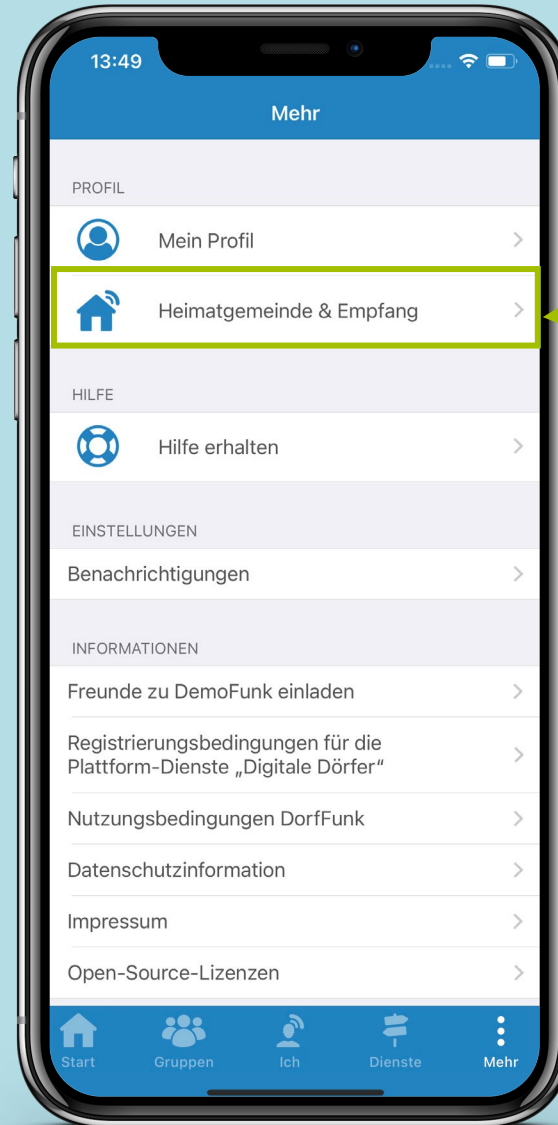 13:49
Mehr
PROFIL
Mein Profil
Heimatgemeinde & Empfang
HILFE
Hilfe erhalten
EINSTELLUNGEN
Benachrichtigungen
INFORMATIONEN
Freunde zu DemoFunk einladen
Registrierungsbedingungen für die
Plattform-Dienste „Digitale Dörfer“
Nutzungsbedingungen DorfFunk
Datenschutzinformation
Impressum
Open-Source-Lizenzen
Start Gruppen Ich Dienste Mehr